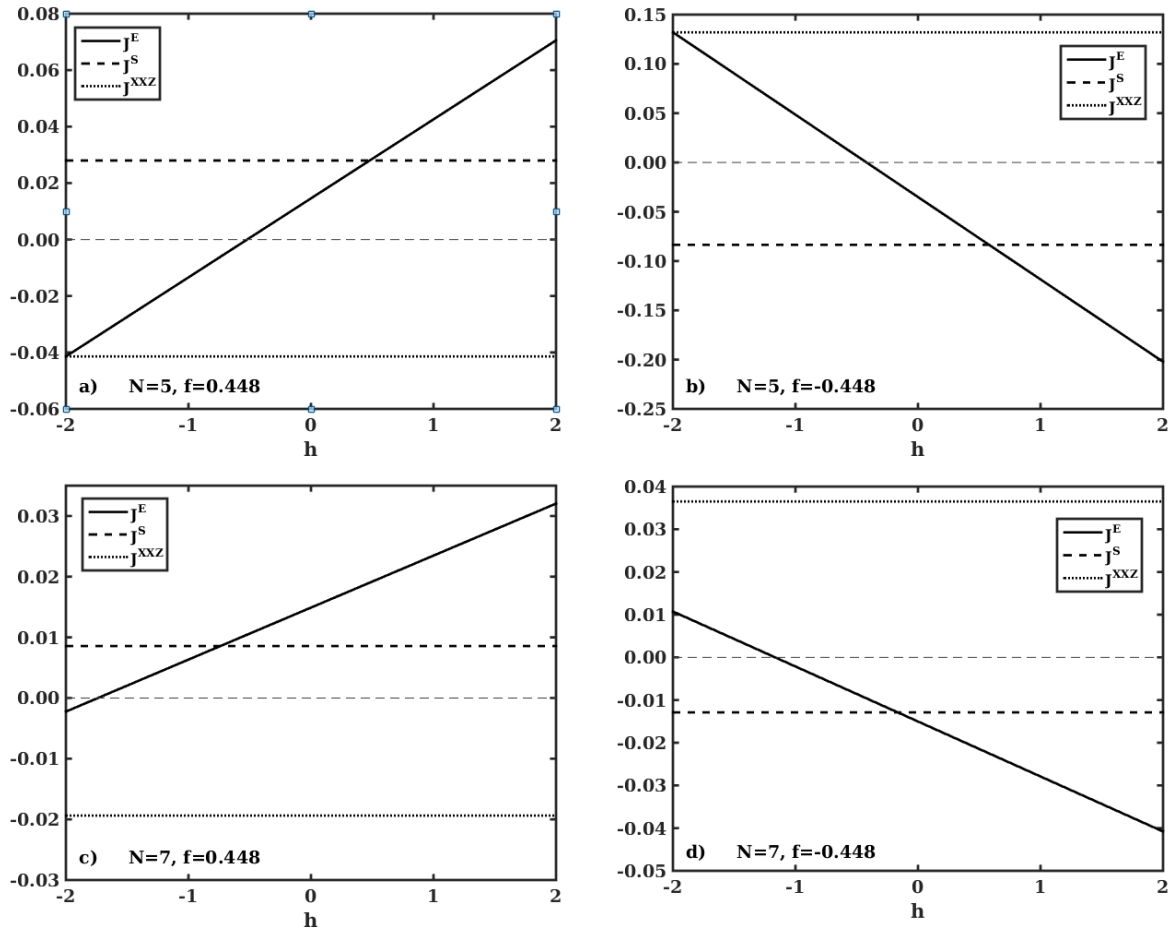 0.08
0.06
0.04
0.02
0.00
-0.02
-0.04
-0.06
J^E
J^S
J^XXZ
a) N=5, f=0.448
-2 -1 0 1 2
h
0.15
0.10
0.05
0.00
-0.05
-0.10
-0.15
-0.20
-0.25
J^E
J^S
J^XXZ
b) N=5, f=-0.448
-2 -1 0 1 2
h
0.03
0.02
0.01
0.00
-0.01
-0.02
-0.03
J^E
J^S
J^XXZ
c) N=7, f=0.448
-2 -1 0 1 2
h
0.04
0.03
0.01
0.01
0.00
-0.01
-0.02
-0.03
-0.04
-0.05
J^E
J^S
J^XXZ
d) N=7, f=-0.448
-2 -1 0 1 2
h